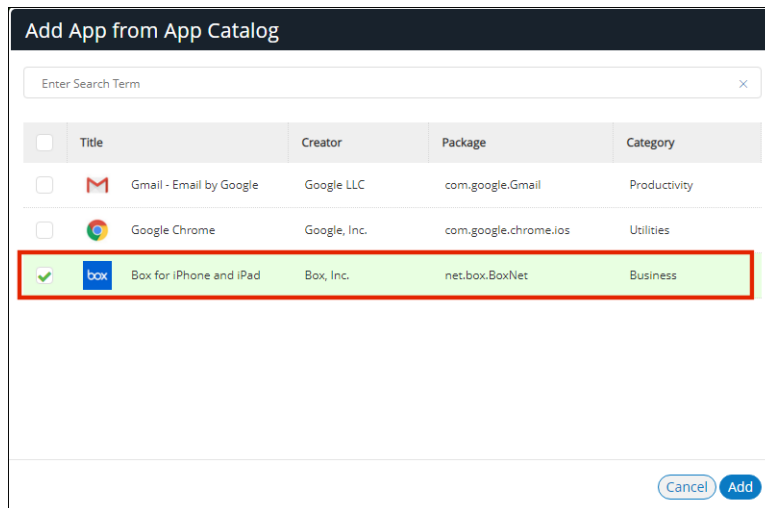 Add App from App Catalog
Enter Search Term
Title Creator Package Category
Gmail - Email by Google Google LLC com.google.Gmail Productivity
Google Chrome Google, Inc. com.google.chrome.ios Utilities
box Box for iPhone and iPad Box, Inc. net.box.BoxNet Business
Cancel Add